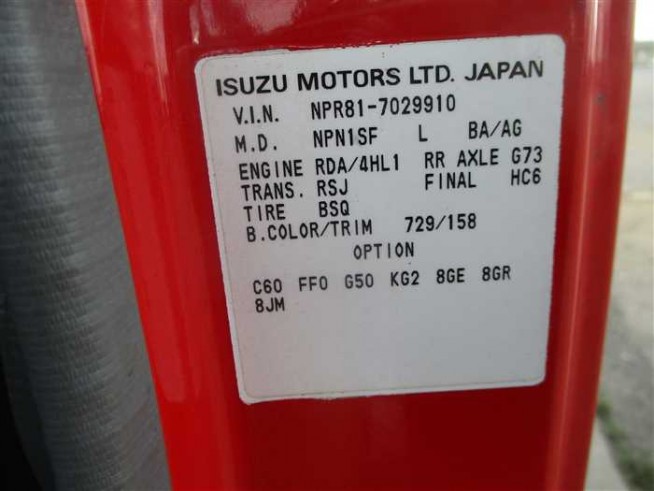 ISUZU MOTORS LTD. JAPAN
V.I.N. NPR81-7029910
M.D. NPN1SF L BA/AG
ENGINE RDA/4HL1 RR AXLE G73
TRANS. RSJ FINAL HC6
TIRE BSQ
B.COLOR/TRIM 729/158
OPTION
C60 FF0 G50 KG2 8GE 8GR
8JM